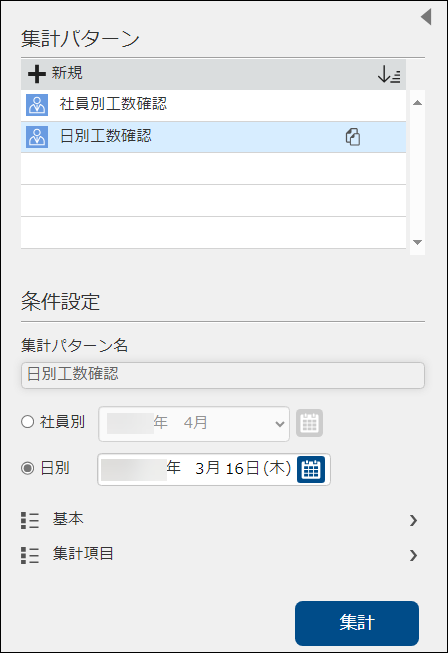 集計パターン
新規
社員別工数確認
日別工数確認
条件設定
集計パターン名
日別工数確認
社員別 年 4月
日別 年 3月 16日(木)
基本
集計項目
集計